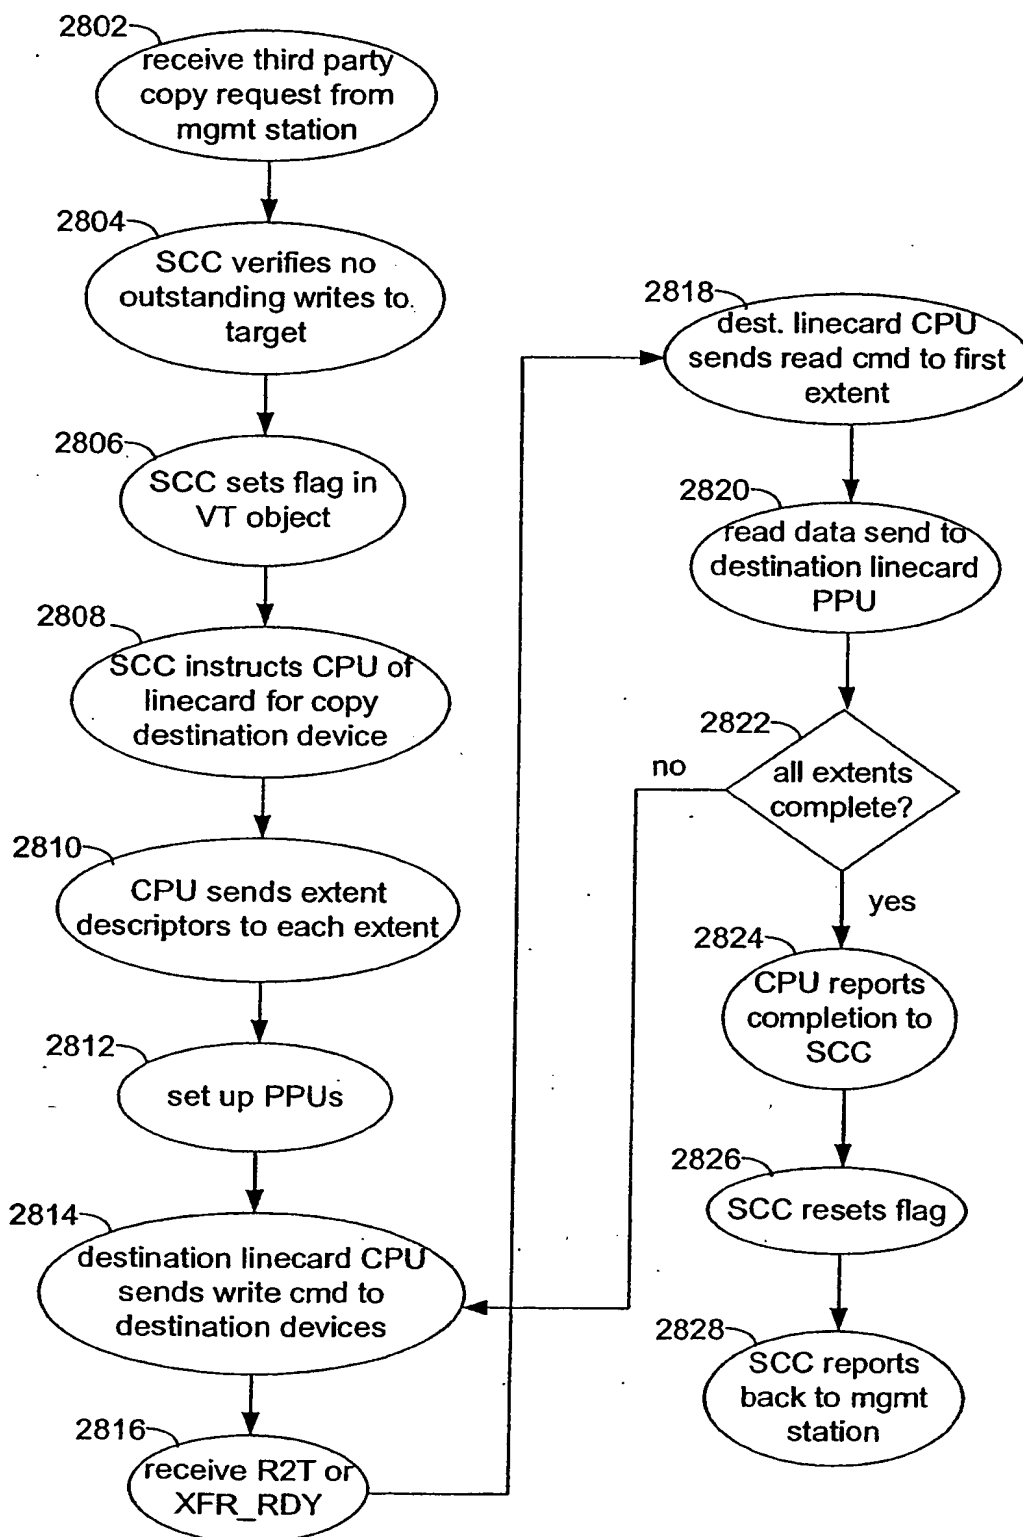 2802
receive third party
copy request from
mgmt station
2804
SCC verifies no
outstanding writes to
target
2806
SCC sets flag in
VT object
2808
SCC instructs CPU of
linecard for copy
destination device
2810
CPU sends extent
descriptors to each extent
2812
set up PPUs
2814
destination linecard CPU
sends write cmd to
destination devices
2816
receive R2T or
XFR_RDY
2818
dest. linecard CPU
sends read cmd to first
extent
2820
read data send to
destination linecard
PPU
2822
all extents
complete?
no
yes
2824
CPU reports
completion to
SCC
2826
SCC resets flag
2828
SCC reports
back to mgmt
station